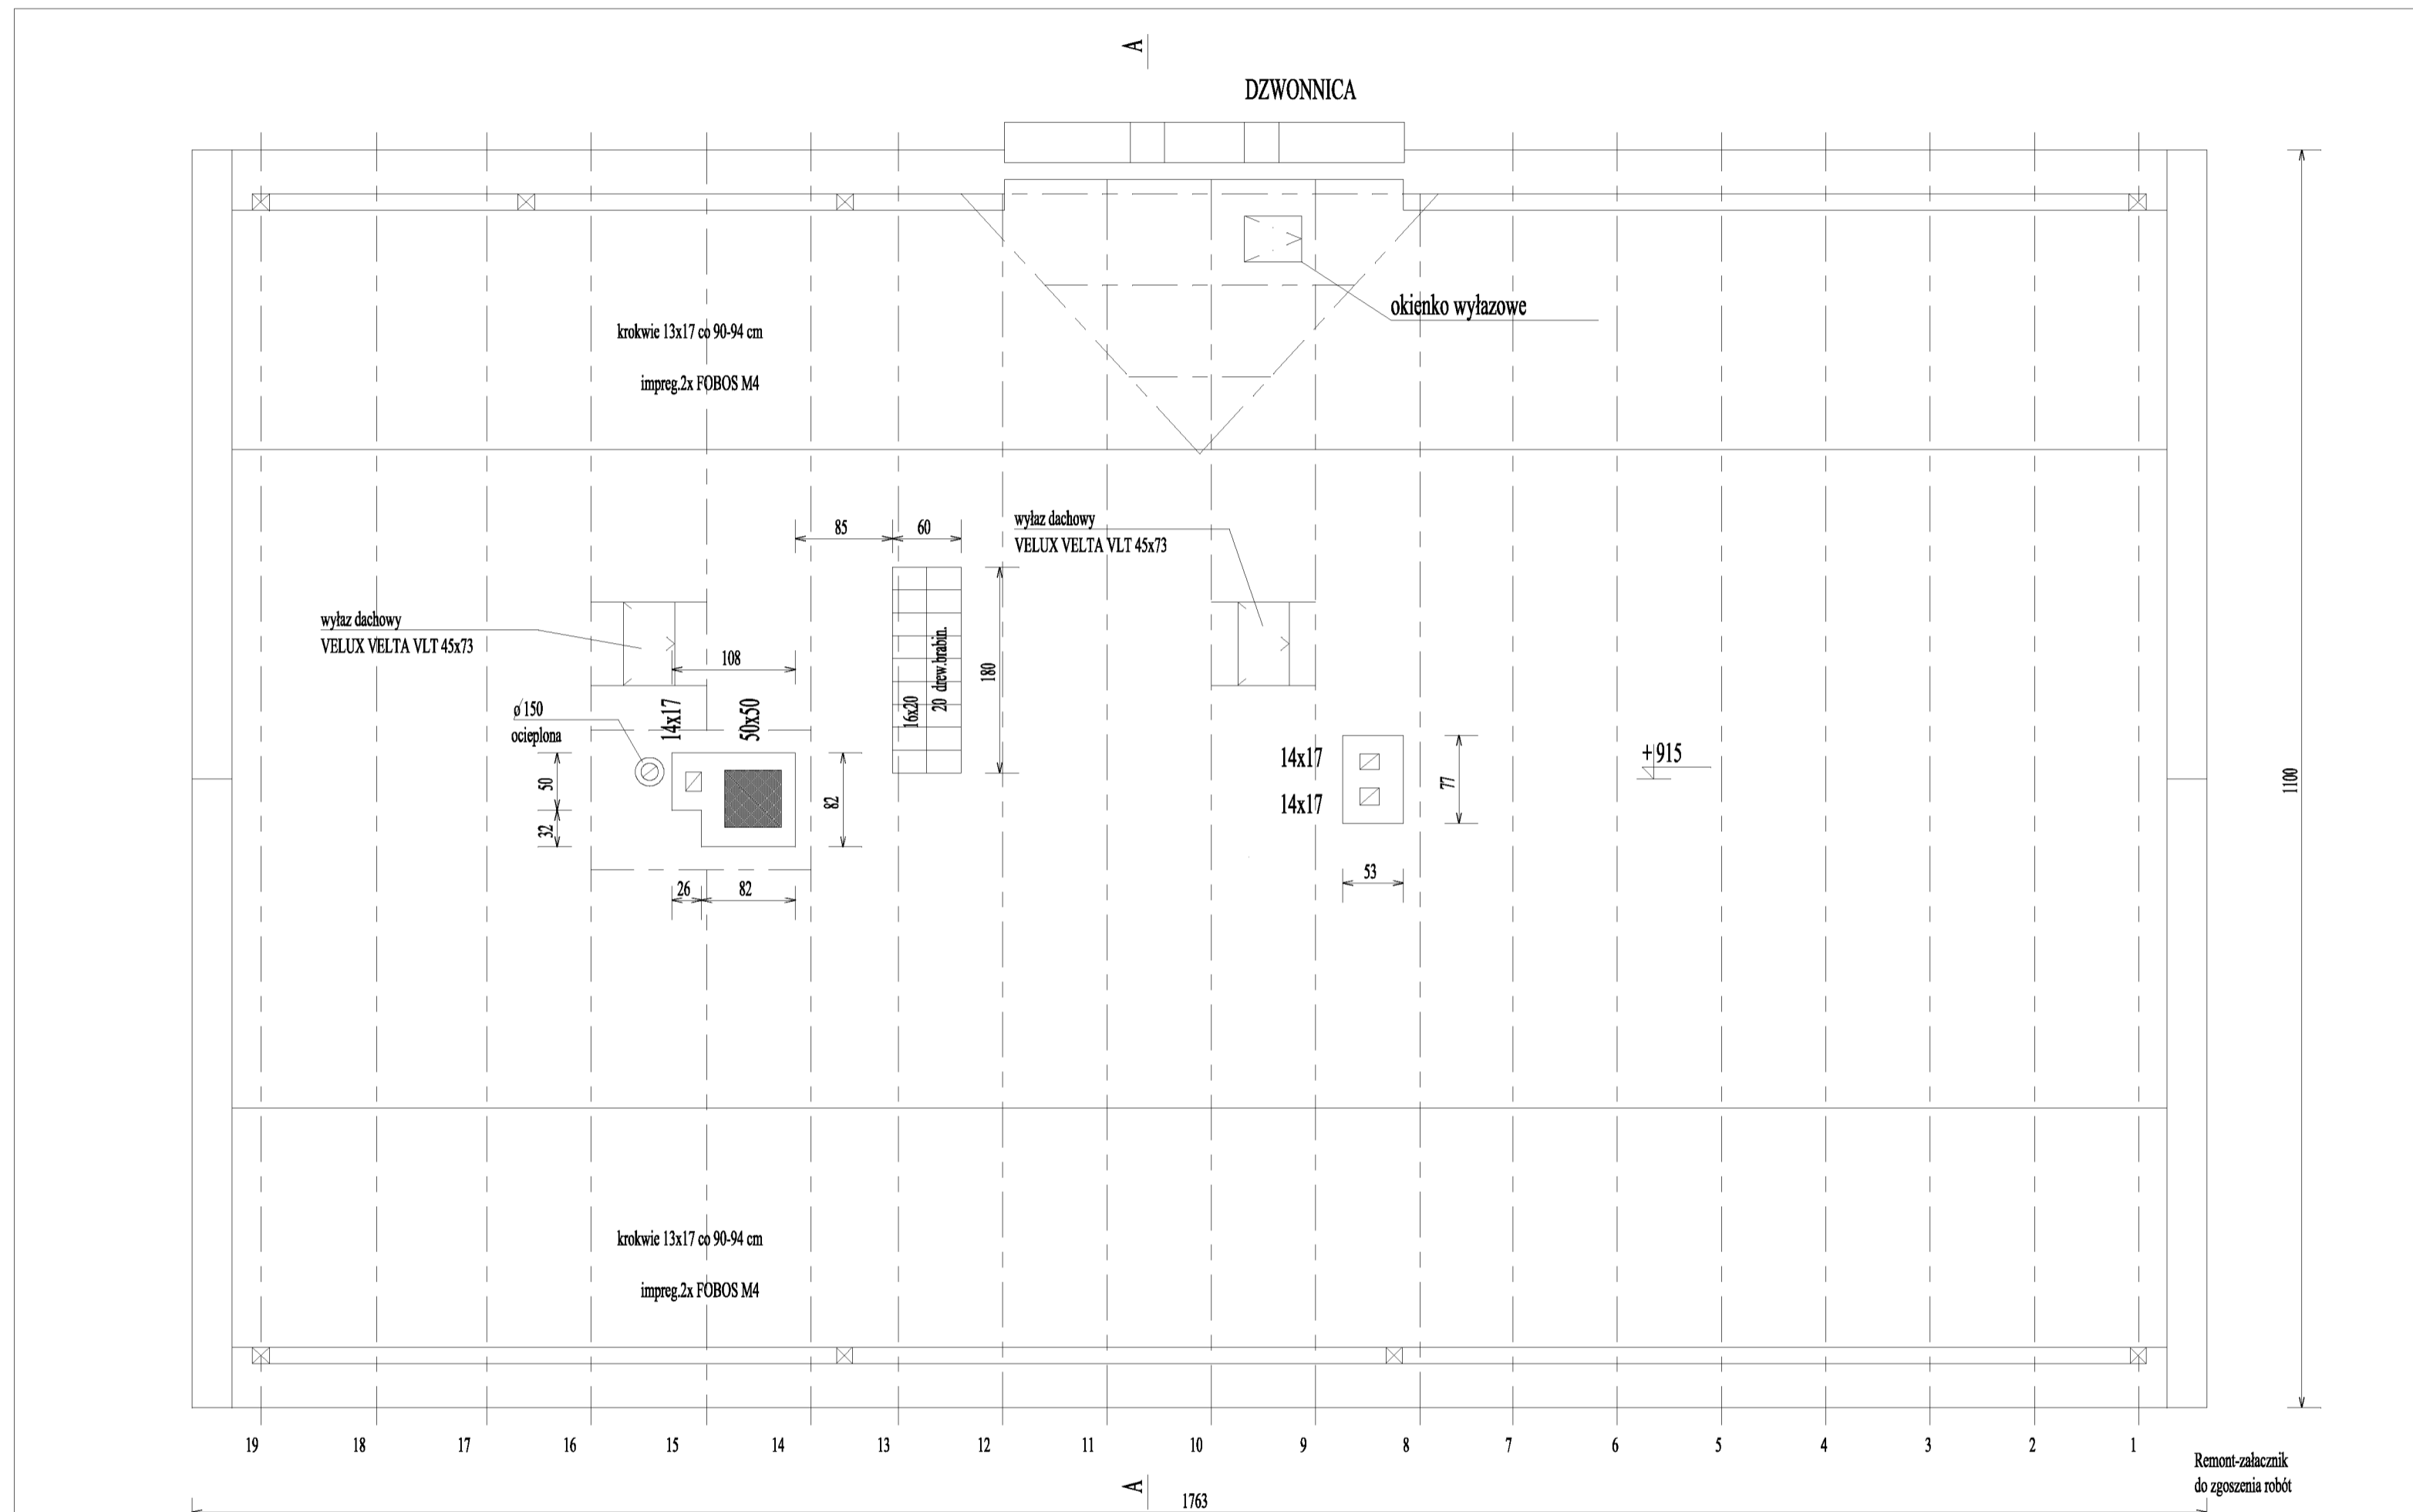 A
DZWONNICA
okienko wyłazowe
krokwie 13x17 co 90-94 cm
impreg.2x FOBOS M4
85
60
wyłaz dachowy
VELUX VELTA VLT 45x73
wyłaz dachowy
VELUX VELTA VLT 45x73
108
16x20
20 drew.brabin.
180
ø 150
ocieplona
14x17
50x50
50
32
82
26
82
14x17
14x17
77
53
+915
1100
krokwie 13x17 co 90-94 cm
impreg.2x FOBOS M4
19 18 17 16 15 14 13 12 11 10 9 8 7 6 5 4 3 2 1
Remont-załacznik
do zgoszenia robót
A
1763